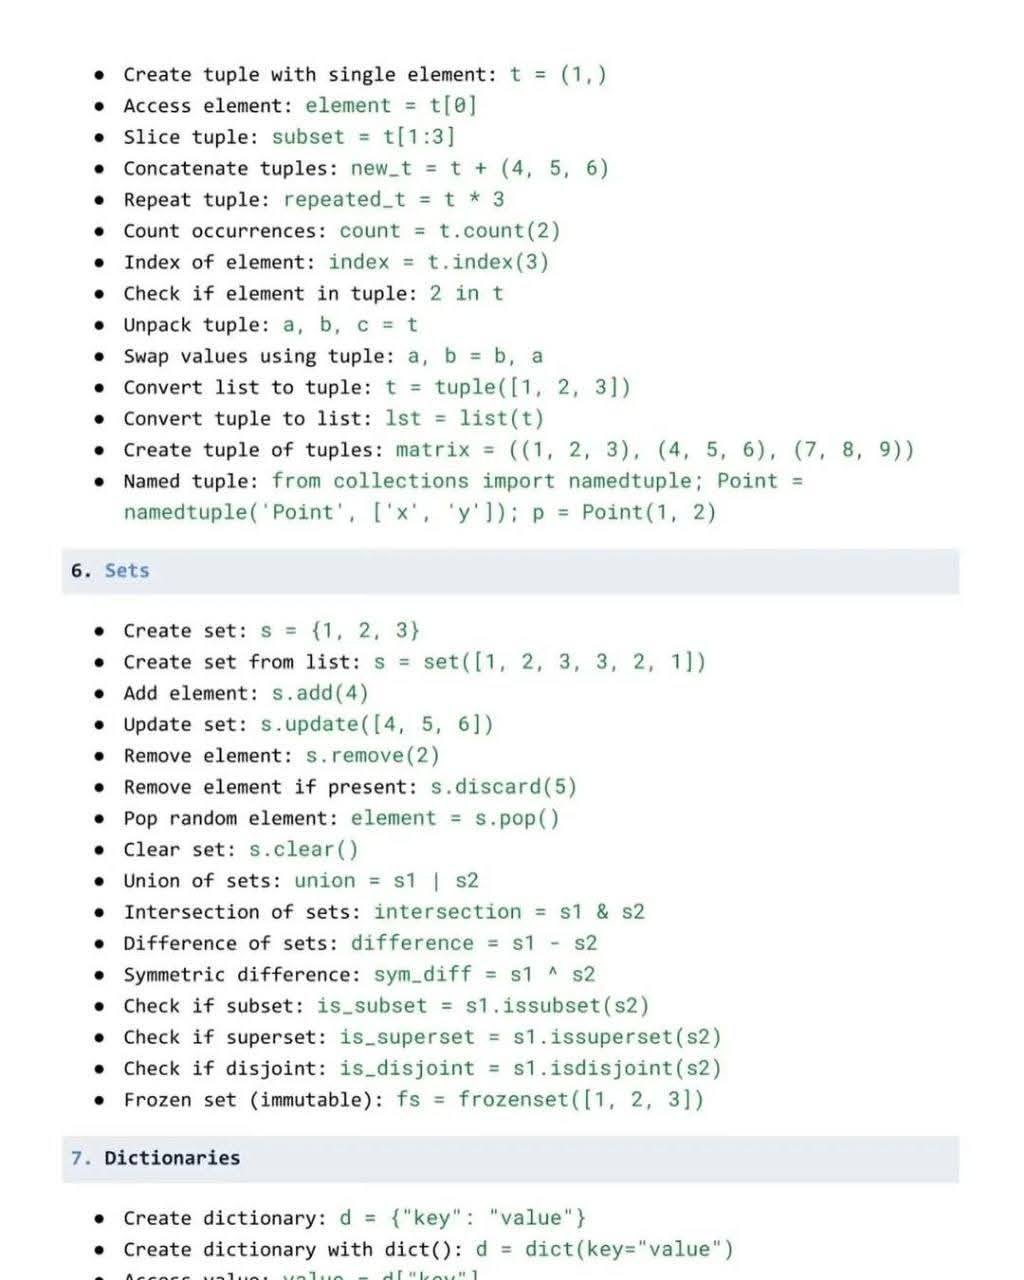 ● Create tuple with single element: t = (1,)
● Access element: element = t[0]
● Slice tuple: subset = t[1:3]
● Concatenate tuples: new_t = t + (4, 5, 6)
● Repeat tuple: repeated_t = t * 3
● Count occurrences: count = t.count(2)
● Index of element: index = t.index(3)
● Check if element in tuple: 2 in t
● Unpack tuple: a, b, c = t
● Swap values using tuple: a, b = b, a
● Convert list to tuple: t = tuple([1, 2, 3])
● Convert tuple to list: lst = list(t)
● Create tuple of tuples: matrix = ((1, 2, 3), (4, 5, 6), (7, 8, 9))
● Named tuple: from collections import namedtuple; Point =
namedtuple('Point', ['x', 'y']); p = Point(1, 2)
6. Sets
● Create set: s = {1, 2, 3}
● Create set from list: s = set([1, 2, 3, 3, 2, 1])
● Add element: s.add(4)
● Update set: s.update([4, 5, 6])
● Remove element: s.remove(2)
● Remove element if present: s.discard(5)
● Pop random element: element = s.pop()
● Clear set: s.clear()
● Union of sets: union = s1 | s2
● Intersection of sets: intersection = s1 & s2
● Difference of sets: difference = s1 - s2
● Symmetric difference: sym_diff = s1 ^ s2
● Check if subset: is_subset = s1.issubset(s2)
● Check if superset: is_superset = s1.issuperset(s2)
● Check if disjoint: is_disjoint = s1.isdisjoint(s2)
● Frozen set (immutable): fs = frozenset([1, 2, 3])
7. Dictionaries
● Create dictionary: d = {"key": "value"}
● Create dictionary with dict(): d = dict(key="value")
● Access value: value = d["key"]